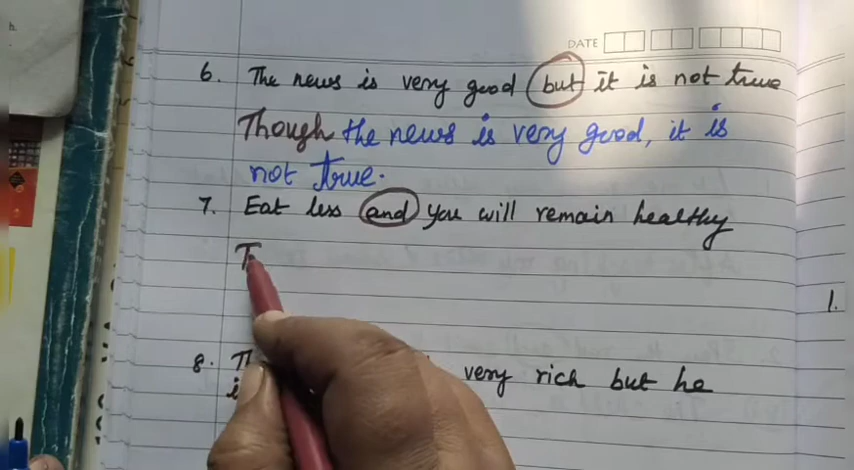 h.
DATE
6. The news is very good but it is not true
Though the news is very good, it is
not true.
7. Eat less and you will remain healthy
T
1.
8. very rich but he